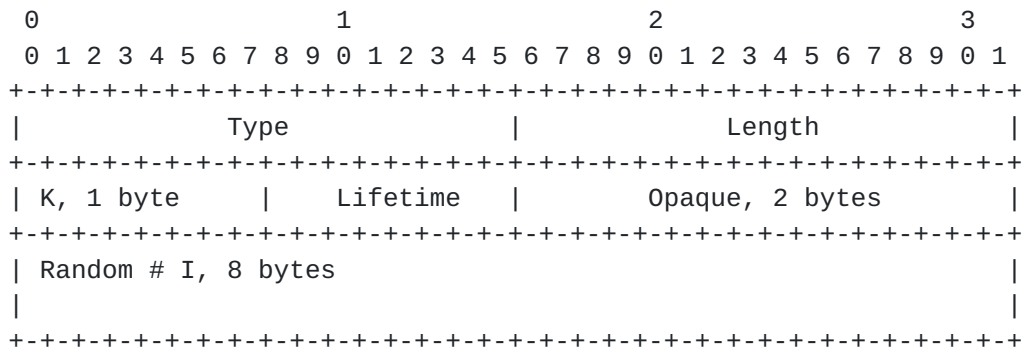 0                   1                   2                   3
 0 1 2 3 4 5 6 7 8 9 0 1 2 3 4 5 6 7 8 9 0 1 2 3 4 5 6 7 8 9 0 1
+-+-+-+-+-+-+-+-+-+-+-+-+-+-+-+-+-+-+-+-+-+-+-+-+-+-+-+-+-+-+-+-+
|             Type              |             Length            |
+-+-+-+-+-+-+-+-+-+-+-+-+-+-+-+-+-+-+-+-+-+-+-+-+-+-+-+-+-+-+-+-+
| K, 1 byte     |    Lifetime   |        Opaque, 2 bytes        |
+-+-+-+-+-+-+-+-+-+-+-+-+-+-+-+-+-+-+-+-+-+-+-+-+-+-+-+-+-+-+-+-+
| Random # I, 8 bytes                                           |
|                                                               |
+-+-+-+-+-+-+-+-+-+-+-+-+-+-+-+-+-+-+-+-+-+-+-+-+-+-+-+-+-+-+-+-+